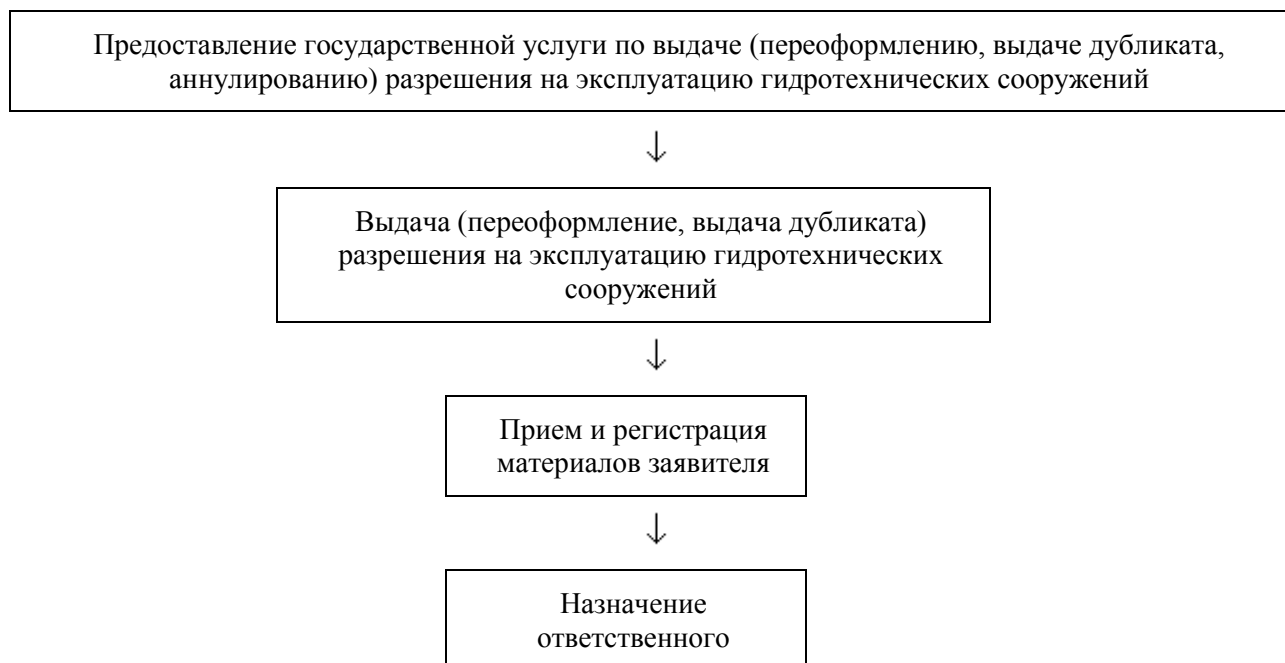 Предоставление государственной услуги по выдаче (переоформлению, выдаче дубликата,
аннулированию) разрешения на эксплуатацию гидротехнических сооружений
↓
Выдача (переоформление, выдача дубликата)
разрешения на эксплуатацию гидротехнических
сооружений
↓
Прием и регистрация
материалов заявителя
↓
Назначение
ответственного